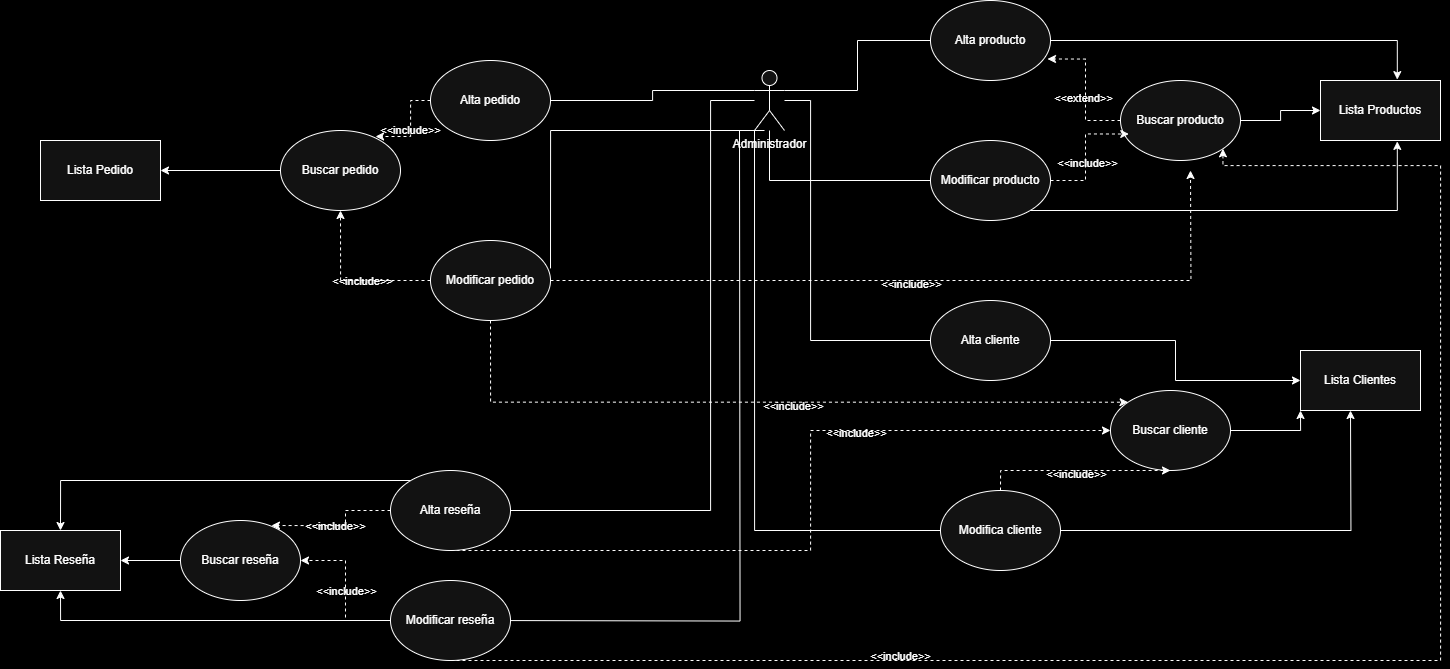 Alta producto
Alta pedido
<<extend>>
Lista Productos
Buscar producto
<<include>>
Administrador
Lista Pedido
Buscar pedido
<<include>>
Modificar producto
Modificar pedido
<<include>>
<<include>>
Alta cliente
Lista Clientes
<<include>>
Buscar cliente
<<include>>
<<include>>
Alta reseña
<<include>>
Modifica cliente
Lista Reseña
Buscar reseña
<<include>>
Modificar reseña
<<include>>